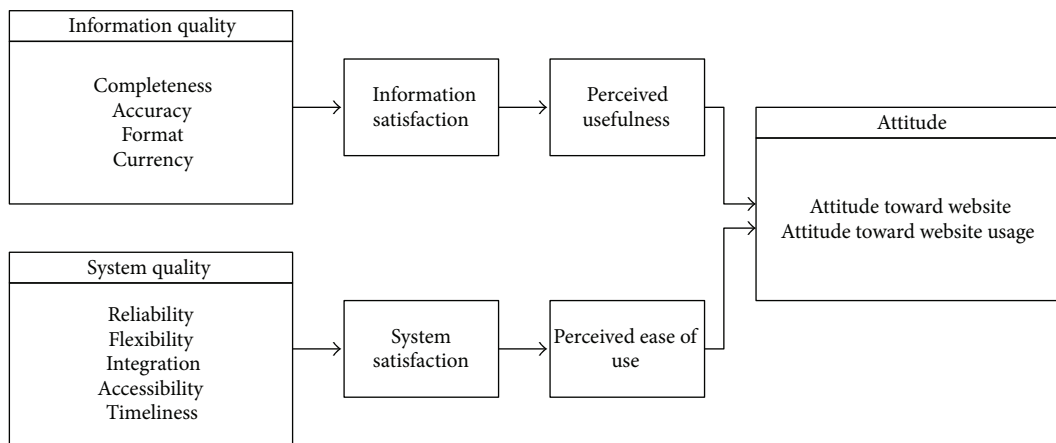 Information quality
Completeness
Accuracy
Format
Currency
Information
satisfaction
Perceived
usefulness
Attitude
Attitude toward website
Attitude toward website usage
System quality
Reliability
Flexibility
Integration
Accessibility
Timeliness
System
satisfaction
Perceived ease of
use